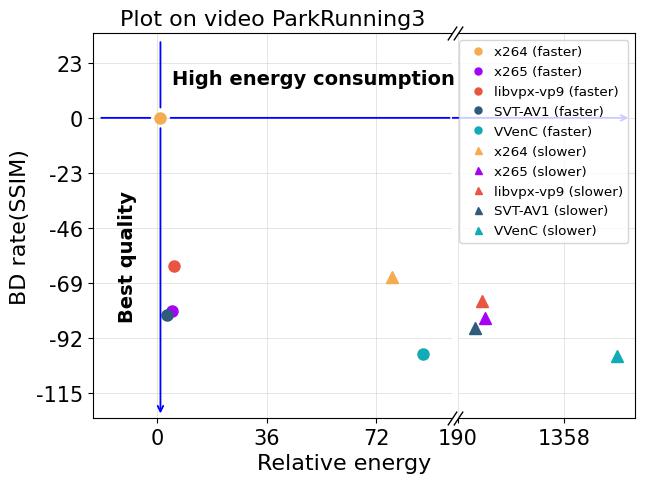 Plot on video ParkRunning3
BD rate(SSIM)
23
0
-23
-46
-69
-92
-115
High energy consumption
Best quality
x264 (faster)
x265 (faster)
libvpx-vp9 (faster)
SVT-AV1 (faster)
VVenC (faster)
x264 (slower)
x265 (slower)
libvpx-vp9 (slower)
SVT-AV1 (slower)
VVenC (slower)
0 36 72 190 1358
Relative energy